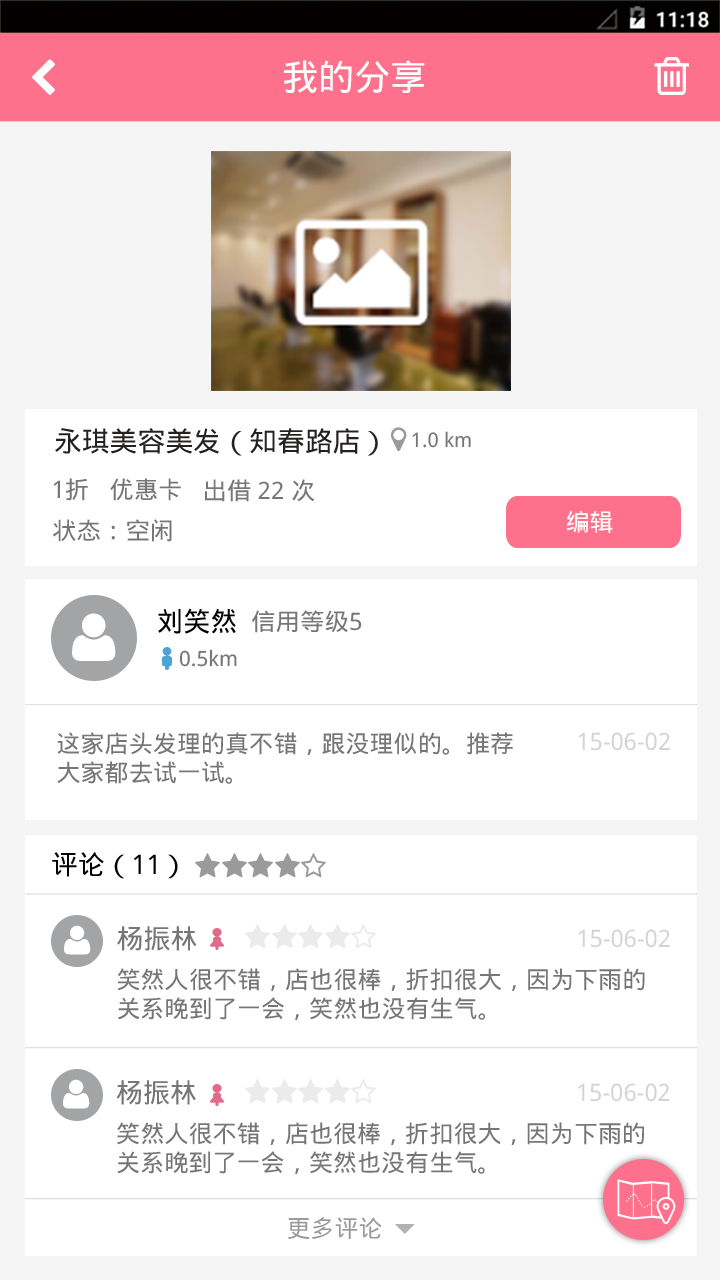 11:18
我的分享
永琪美容美发（知春路店） 1.0 km
1折 优惠卡 出借 22 次
状态：空闲
编辑
刘笑然 信用等级5
0.5km
这家店头发理的真不错，跟没理似的。推荐
大家都去试一试。
15-06-02
评论（11）
杨振林
15-06-02
笑然人很不错，店也很棒，折扣很大，因为下雨的
关系晚到了一会，笑然也没有生气。
杨振林
15-06-02
笑然人很不错，店也很棒，折扣很大，因为下雨的
关系晚到了一会，笑然也没有生气。
更多评论